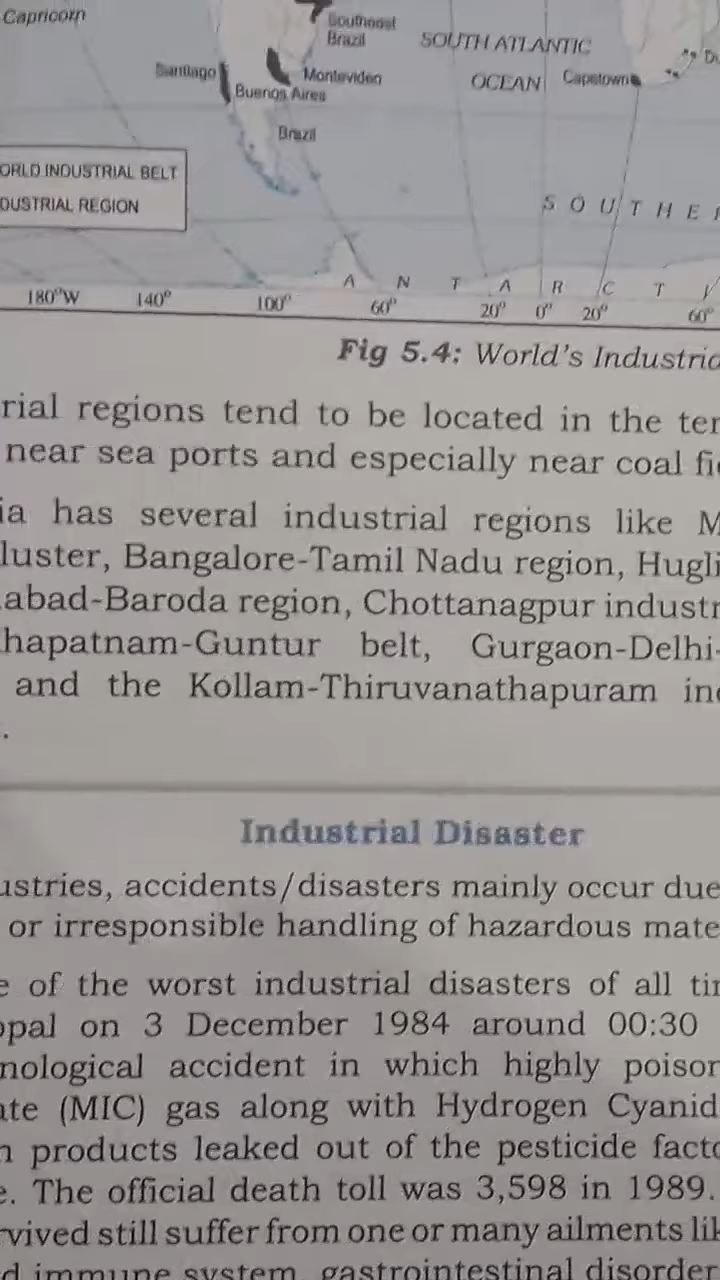 Capricorn
Southeast
Brazil
SOUTH ATLANTIC
OCEAN
Santiago
Montevideo
Capetown
Buenos Aires
Brazil
ORLD INDUSTRIAL BELT
DUSTRIAL REGION
S O U T H E
A N T A R C T
180°W 140° 100° 60° 20° 0° 20° 60°
Fig 5.4: World's Industri
rial regions tend to be located in the te
near sea ports and especially near coal fi
ia has several industrial regions like M
luster, Bangalore-Tamil Nadu region, Hugli
abad-Baroda region, Chottanagpur industr
hapatnam-Guntur belt, Gurgaon-Delhi-
and the Kollam-Thiruvanathapuram in
.
Industrial Disaster
ustries, accidents/disasters mainly occur due
or irresponsible handling of hazardous mate
e of the worst industrial disasters of all ti
opal on 3 December 1984 around 00:30
nological accident in which highly poiso
ate (MIC) gas along with Hydrogen Cyanid
n products leaked out of the pesticide facto
e. The official death toll was 3,598 in 1989.
rvived still suffer from one or many ailments lik
d immune system, gastrointestinal disorder